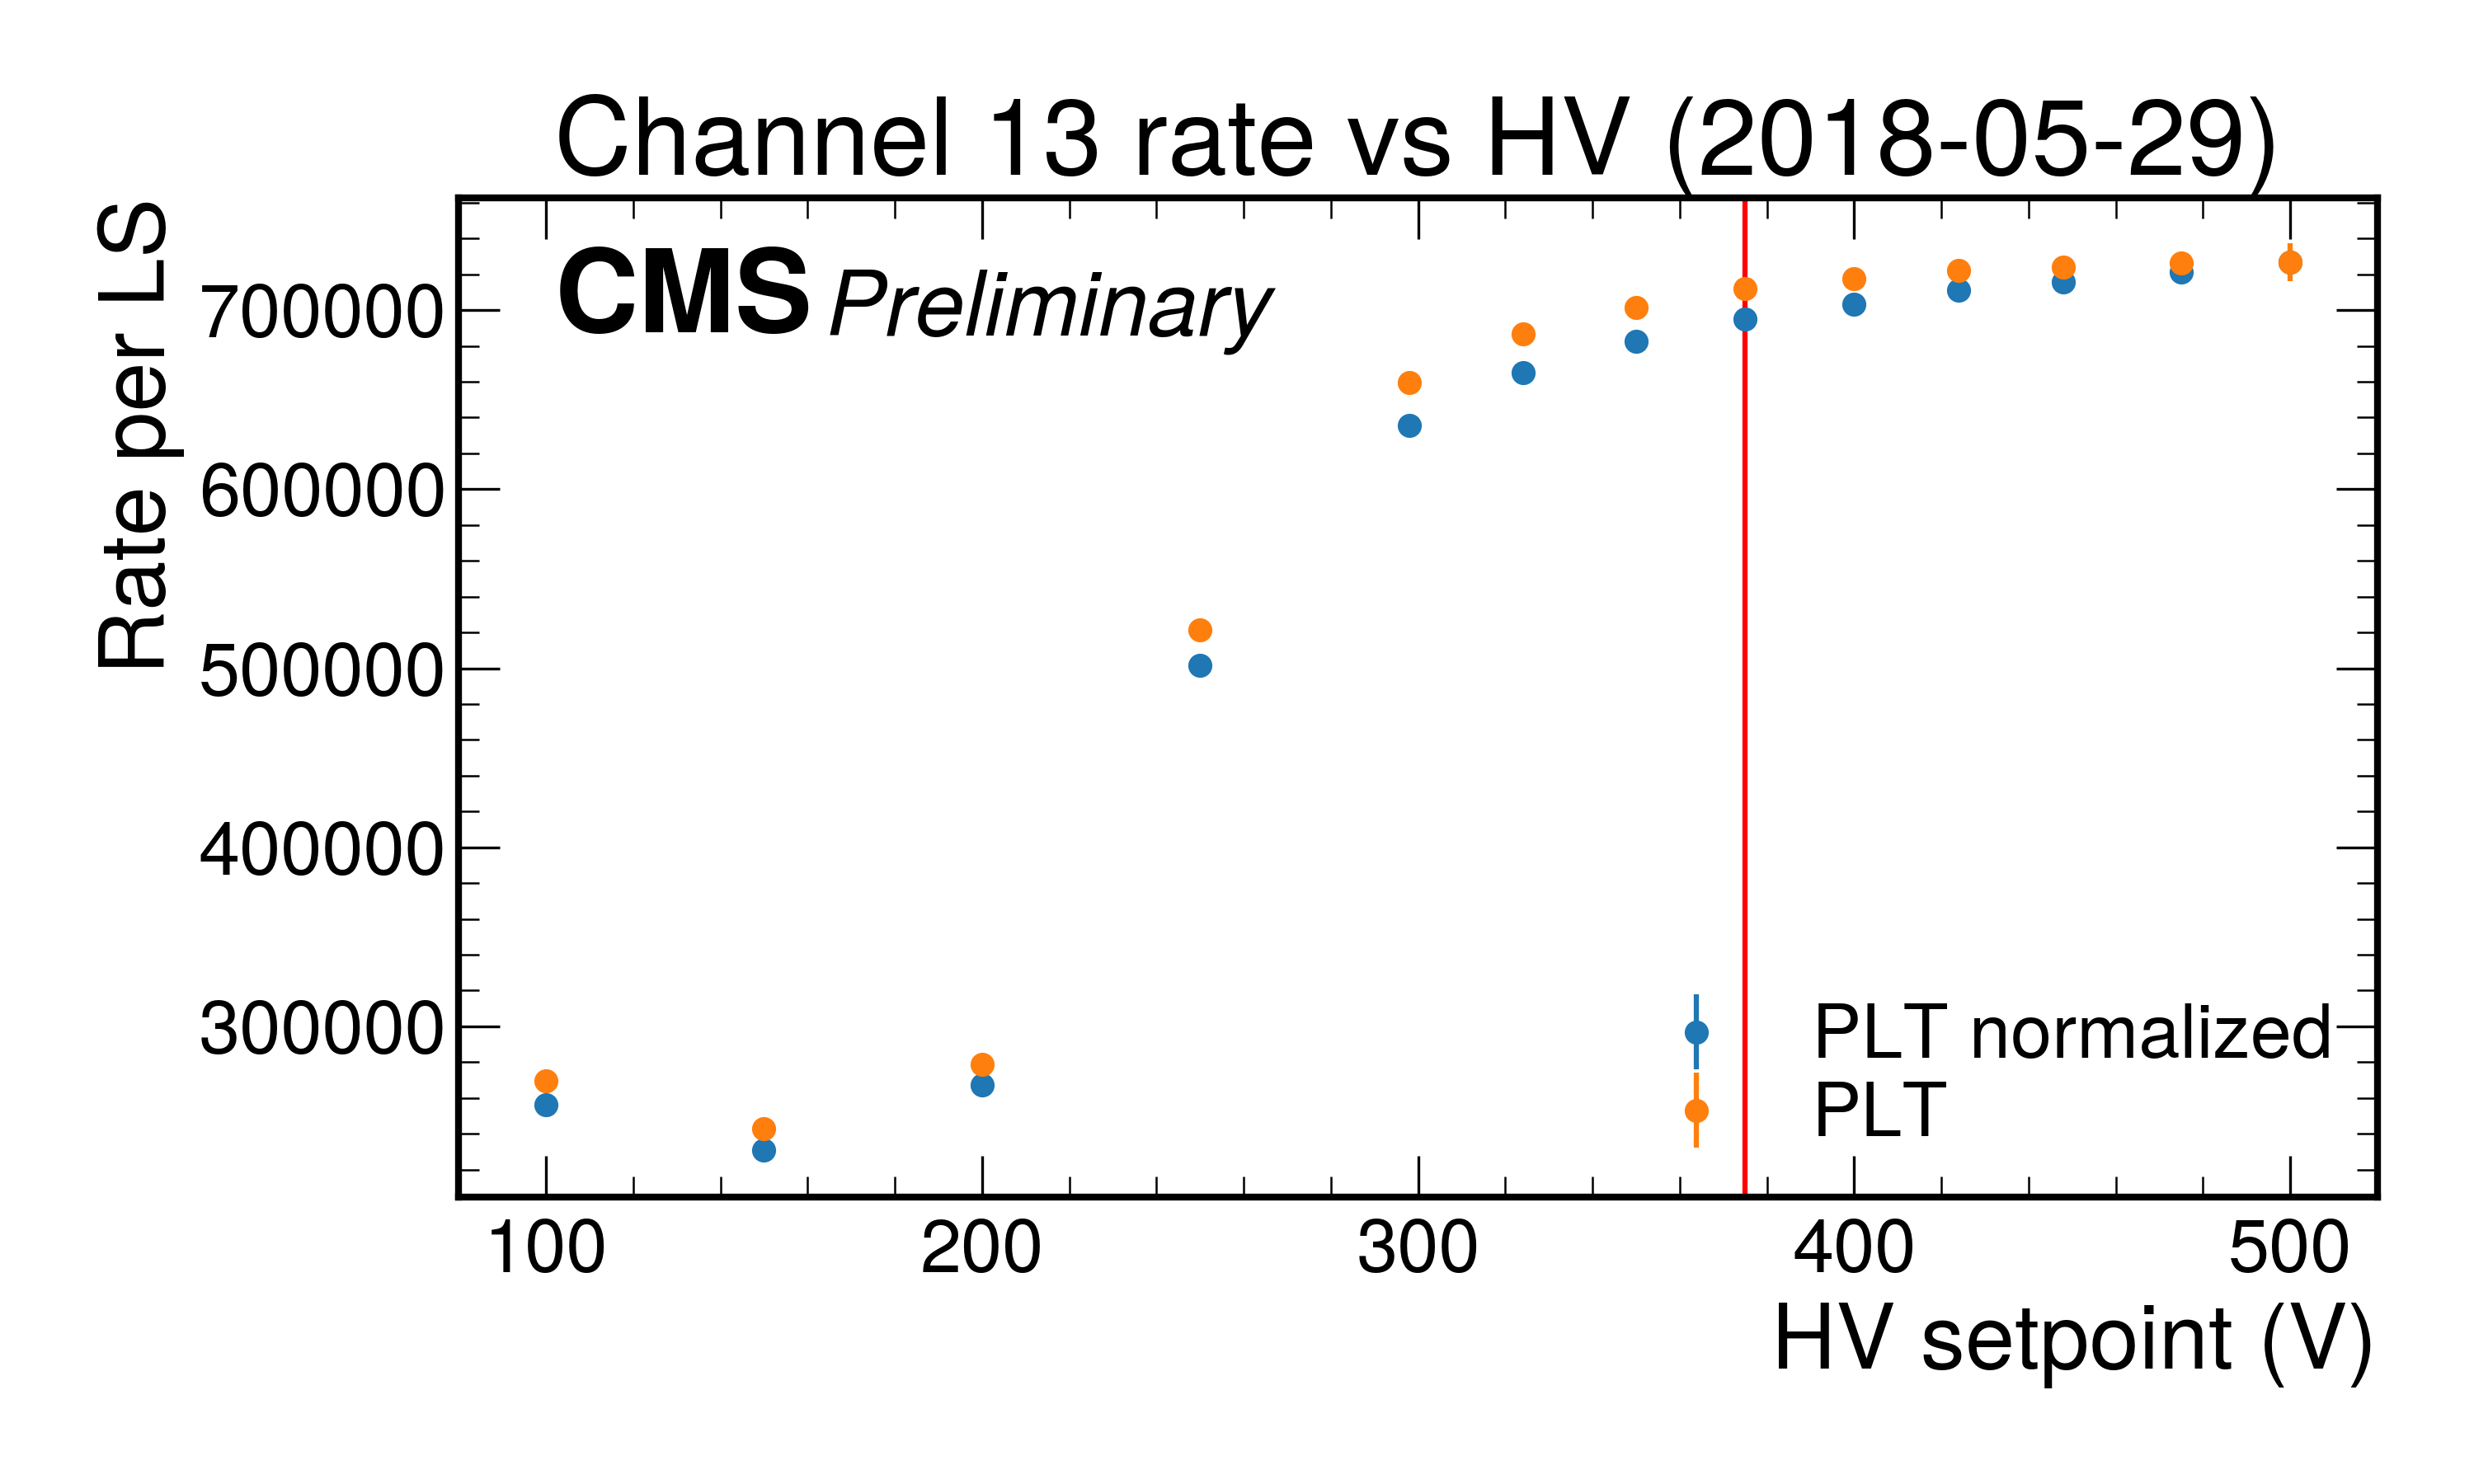 Channel 13 rate vs HV (2018-05-29)
CMS Preliminary
Rate per LS
700000
600000
500000
400000
300000
PLT normalized
PLT
100 200 300 400 500
HV setpoint (V)